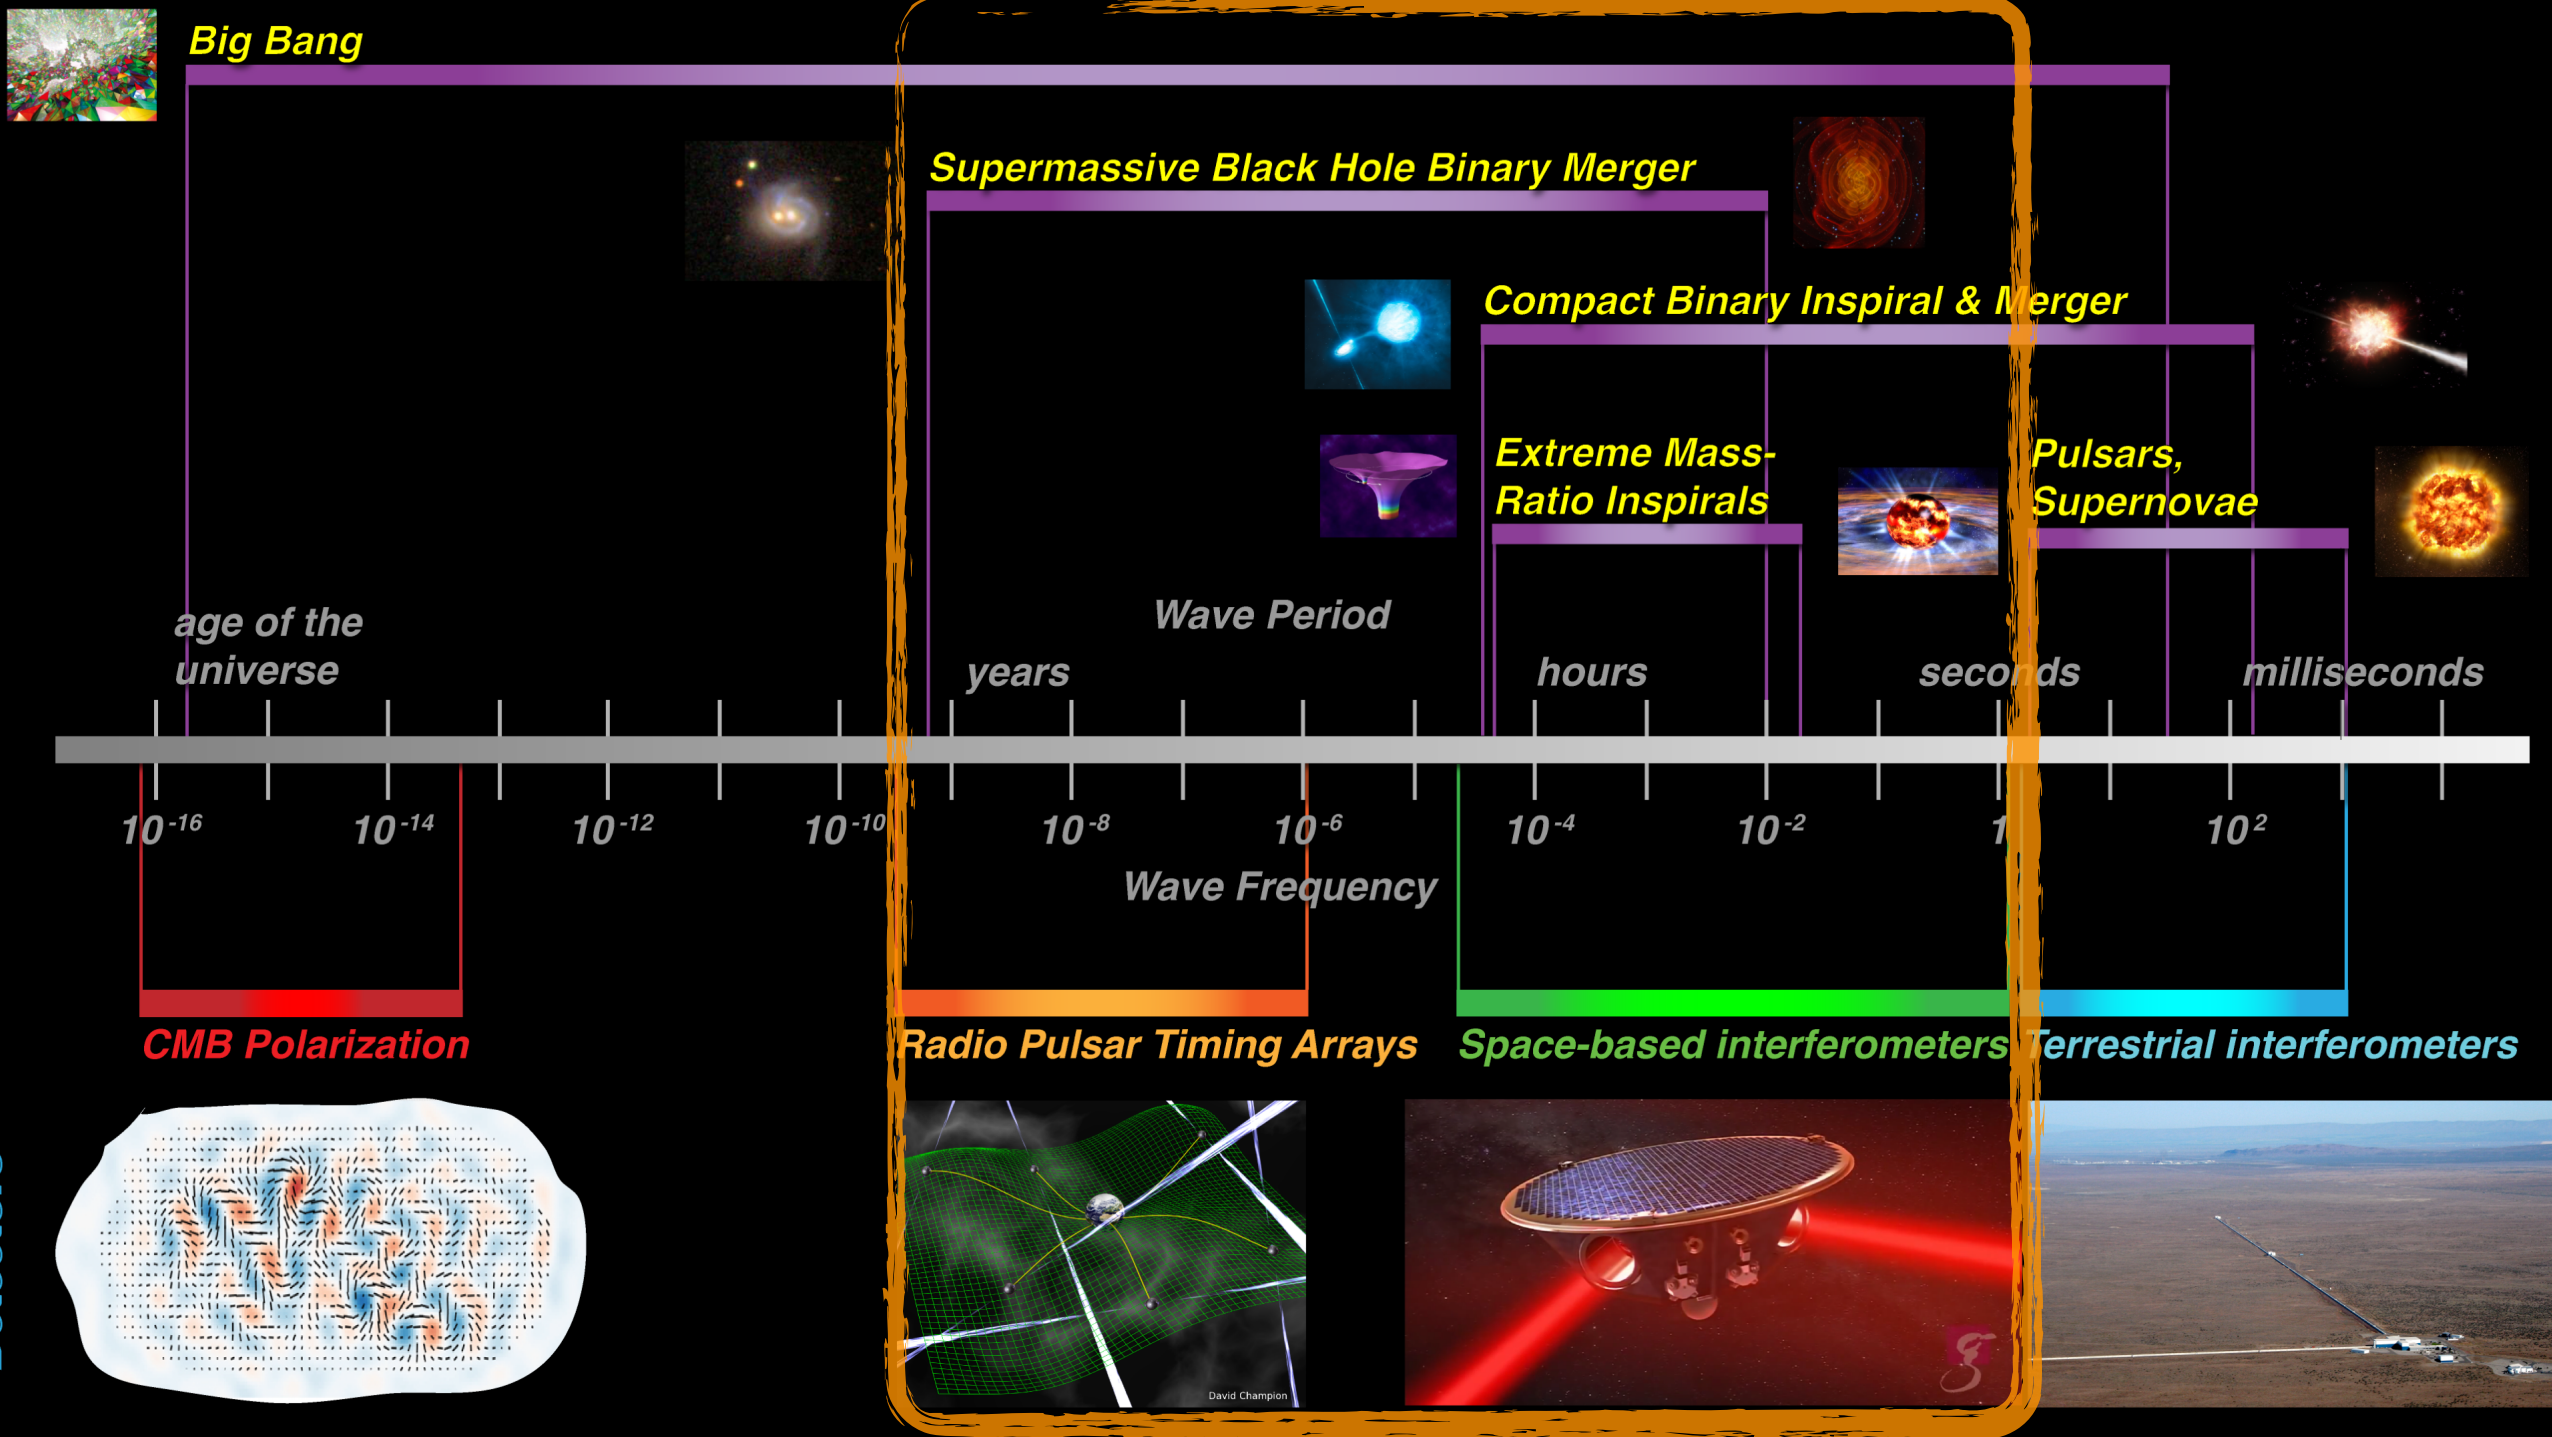 Big Bang
Supermassive Black Hole Binary Merger
Compact Binary Inspiral & Merger
Extreme Mass-
Ratio Inspirals
Pulsars,
Supernovae
age of the
universe
Wave Period
years
hours
seconds
milliseconds
10⁻¹⁶
10⁻¹⁴
10⁻¹²
10⁻¹⁰
10⁻⁸
10⁻⁶
10⁻⁴
10⁻²
1
10²
Wave Frequency
CMB Polarization
Radio Pulsar Timing Arrays
Space-based interferometers
Terrestrial interferometers
David Champion